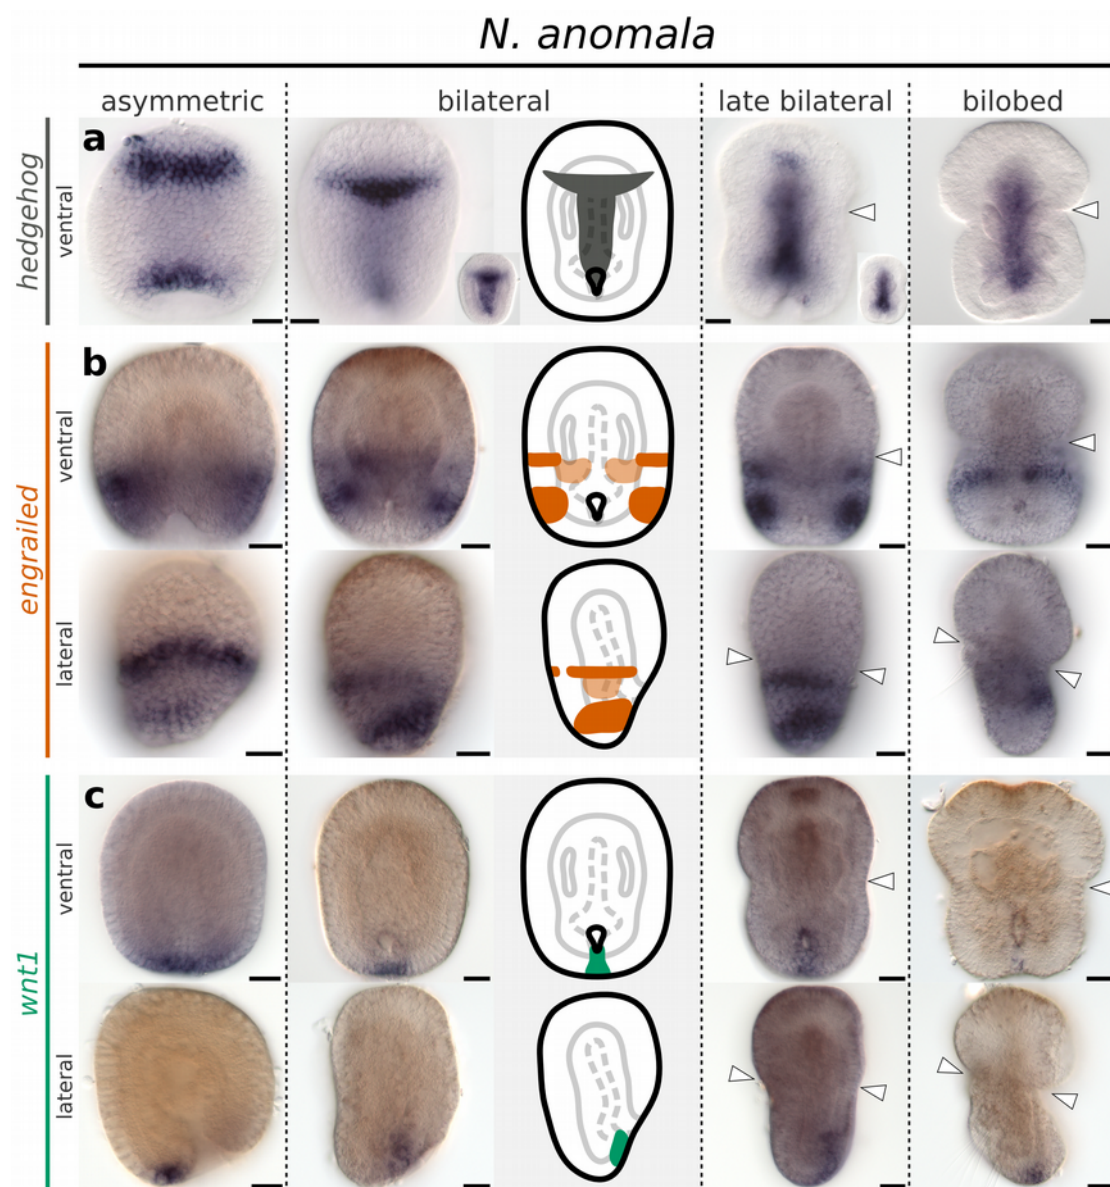 N. anomala
asymmetric
bilateral
late bilateral
bilobed
a
hedgehog
ventral
b
engrailed
ventral
lateral
c
wnt1
ventral
lateral